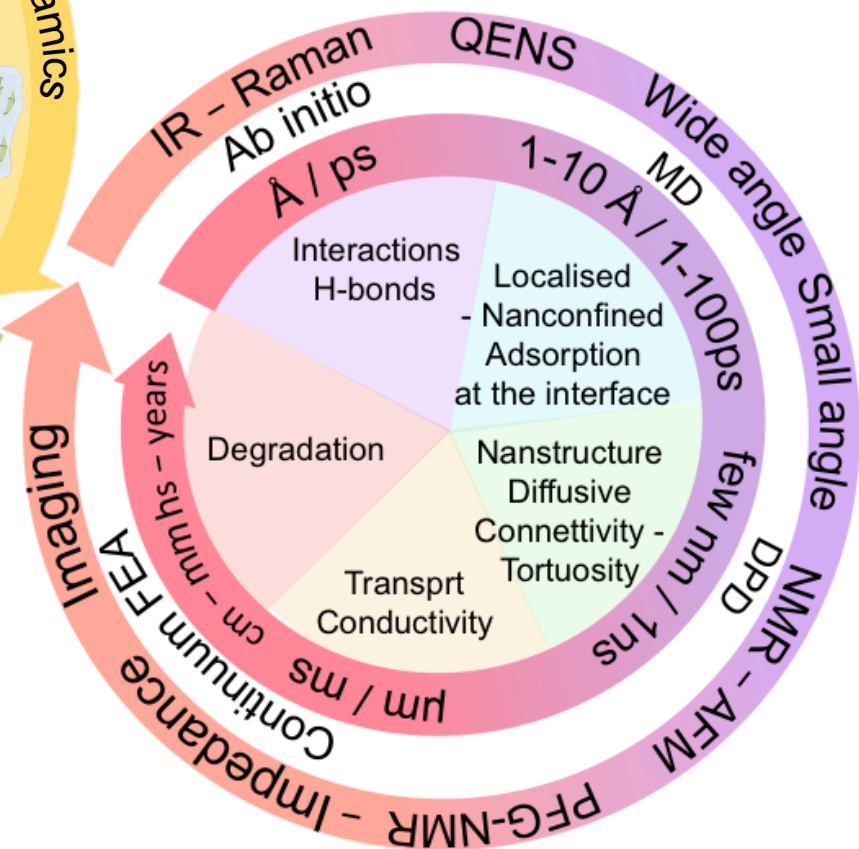 amics
IR – Raman
QENS
Wide angle
Small angle
NMR - AFM
PFG-NMR
– Impedance
Imaging
Ab initio
MD
DPD
Continuum FEA
Å / ps
1-10 Å / 1-100ps
few nm / 1ns
µm / ms
cm – mm
hs – years
Interactions
H-bonds
Localised
- Nanconfined
Adsorption
at the interface
Nanstructure
Diffusive
Connettivity -
Tortuosity
Transprt
Conductivity
Degradation